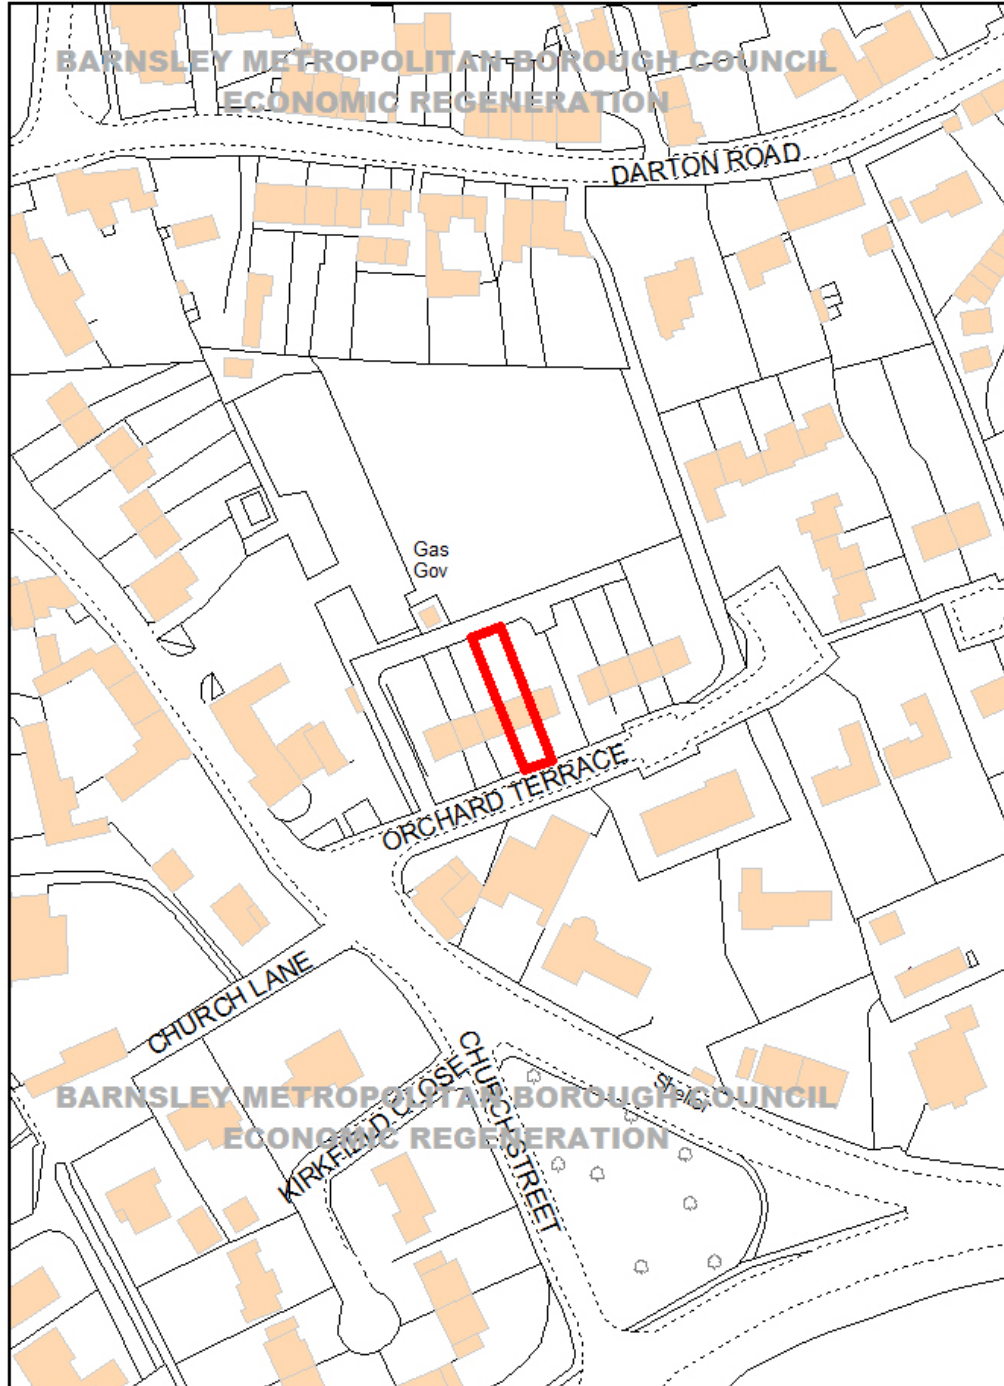 BARNSLEY METROPOLITAN BOROUGH COUNCIL
ECONOMIC REGENERATION
DARTON ROAD
Gas
Gov
ORCHARD TERRACE
CHURCH LANE
CHURCH STREET
Shelter
BARNSLEY METROPOLITAN BOROUGH COUNCIL
ECONOMIC REGENERATION
KIRKFIELD CLOSE